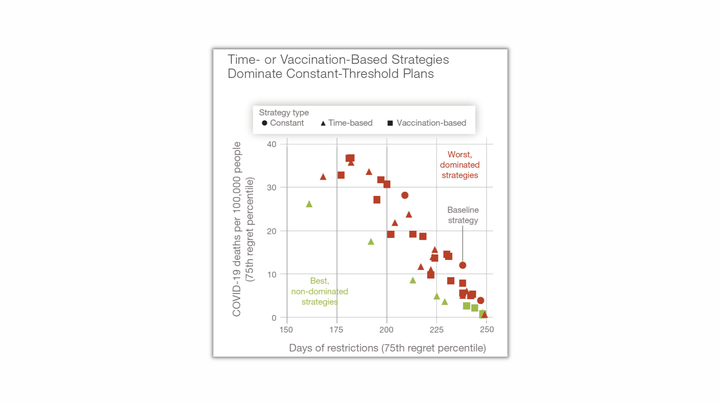 Time- or Vaccination-Based Strategies
Dominate Constant-Threshold Plans
Strategy type
Constant
Time-based
Vaccination-based
COVID-19 deaths per 100,000 people
(75th regret percentile)
40
30
20
10
0
Worst,
dominated
strategies
Baseline
strategy
Best,
non-dominated
strategies
150
175
200
225
250
Days of restrictions (75th regret percentile)